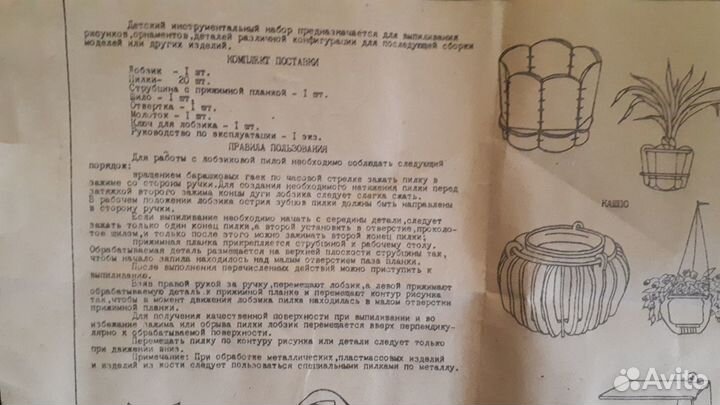 Детский инструментальный набор предназначается для выпиливания
рисунков, орнаментов, деталей различной конфигурации для последующей сборки
моделей или других изделий.
КОМПЛЕКТ ПОСТАВКИ
Лобзик - 1 шт.
Пилки- 20 шт.
Струбцина с прижимной планкой - 1 шт.
Шило - 1 шт.
Отвертка - 1 шт.
Молоток - 1 шт.
Ключ для лобзика - 1 шт.
Руководство по эксплуатации - 1 экз.
ПРАВИЛА ПОЛЬЗОВАНИЯ
Для работы с лобзиковой пилой необходимо соблюдать следующий
порядок:
вращением барашковых гаек по часовой стрелке зажать пилку в
зажиме со стороны ручки. Для создания необходимого натяжения пилки перед
затяжкой второго зажима концы дуги лобзика следует слегка сжать.
В рабочем положении лобзика острия зубков пилки должны быть направлены
в сторону ручки.
Если выпиливание необходимо начать с середины детали, следует
зажать только один конец пилки, а второй установить в отверстие, проколо-
тое шилом, и только после этого можно зажимать второй конец пилки;
прижимная планка прикрепляется струбциной к рабочему столу.
Обрабатываемая деталь размещается на верхней плоскости струбцины так,
чтобы начало запила находилось над малым отверстием паза планки.
После выполнения перечисленных действий можно приступить к
выпиливанию.
Взяв правой рукой за ручку, перемещают лобзик, а левой прижимают
обрабатываемую деталь к прижимной планке и перемещают контур рисунка
так, чтобы в момент движения лобзика пилка находилась в малом отверстии
прижимной планки.
Для получения качественной поверхности при выпиливании и во
избежание зажима или обрыва пилки лобзик перемещается вверх перпендику-
лярно к обрабатываемой поверхности.
Перемещать пилку по контуру рисунка или детали следует только
при движении вниз.
Примечание: При обработке металлических, пластмассовых изделий
и изделий из кости следует пользоваться специальными пилками по металлу.
КАШПО
Avito